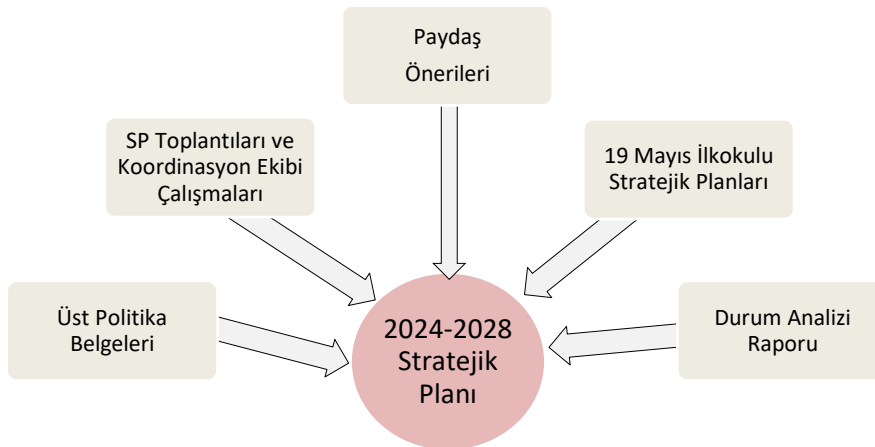 Paydaş
Önerileri
SP Toplantıları ve
Koordinasyon Ekibi
Çalışmaları
19 Mayıs İlkokulu
Stratejik Planları
Üst Politika
Belgeleri
2024-2028
Stratejik
Planı
Durum Analizi
Raporu